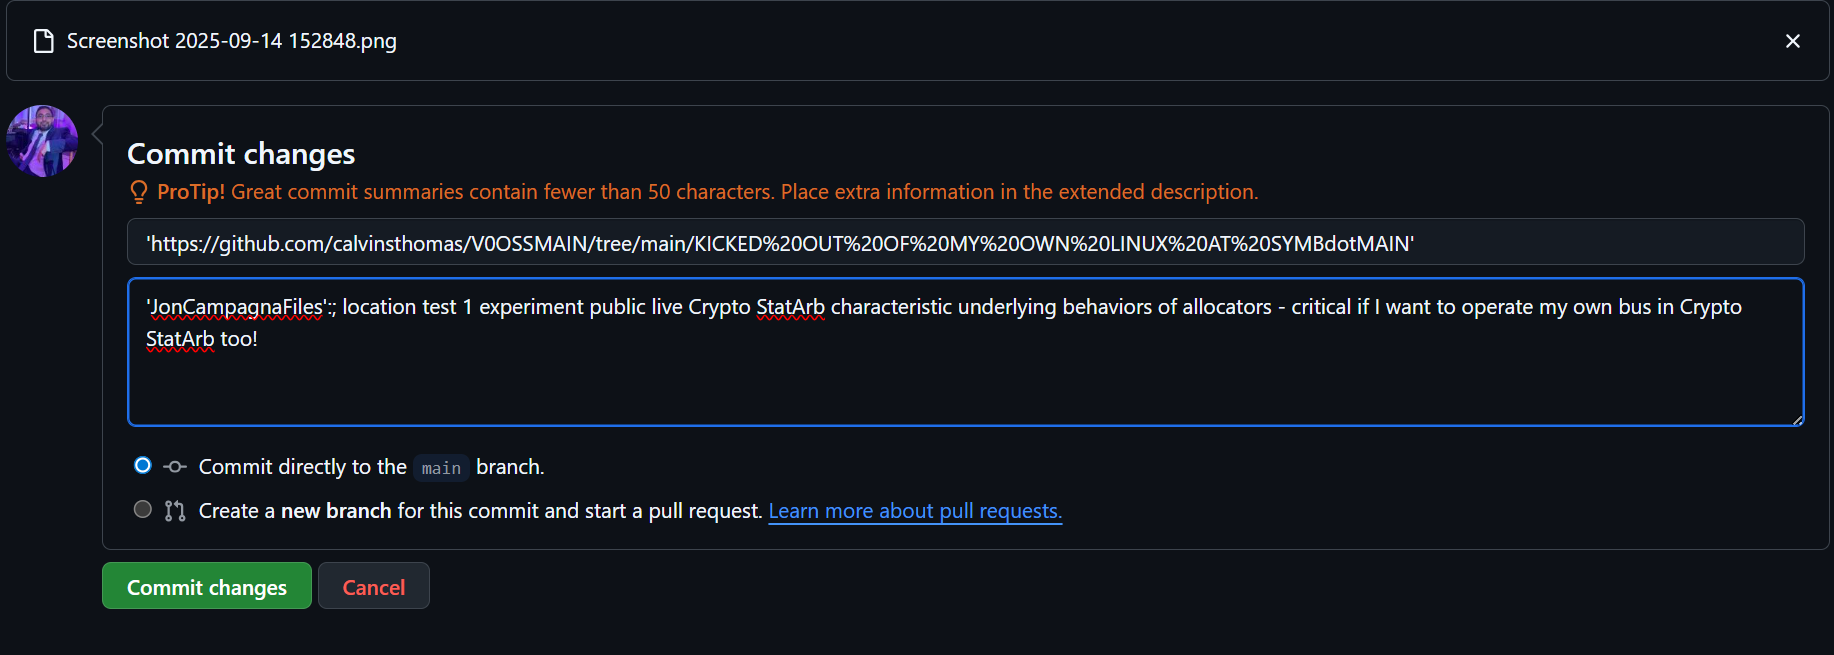 Screenshot 2025-09-14 152848.png
Commit changes
ProTip! Great commit summaries contain fewer than 50 characters. Place extra information in the extended description.
'https://github.com/calvinsthomas/V0OSSMAIN/tree/main/KICKED%20OUT%20OF%20MY%20OWN%20LINUX%20AT%20SYMBdotMAIN'
'JonCampagnaFiles':; location test 1 experiment public live Crypto StatArb characteristic underlying behaviors of allocators - critical if I want to operate my own bus in Crypto
StatArb too!
Commit directly to the main branch.
Create a new branch for this commit and start a pull request. Learn more about pull requests.
Commit changes Cancel